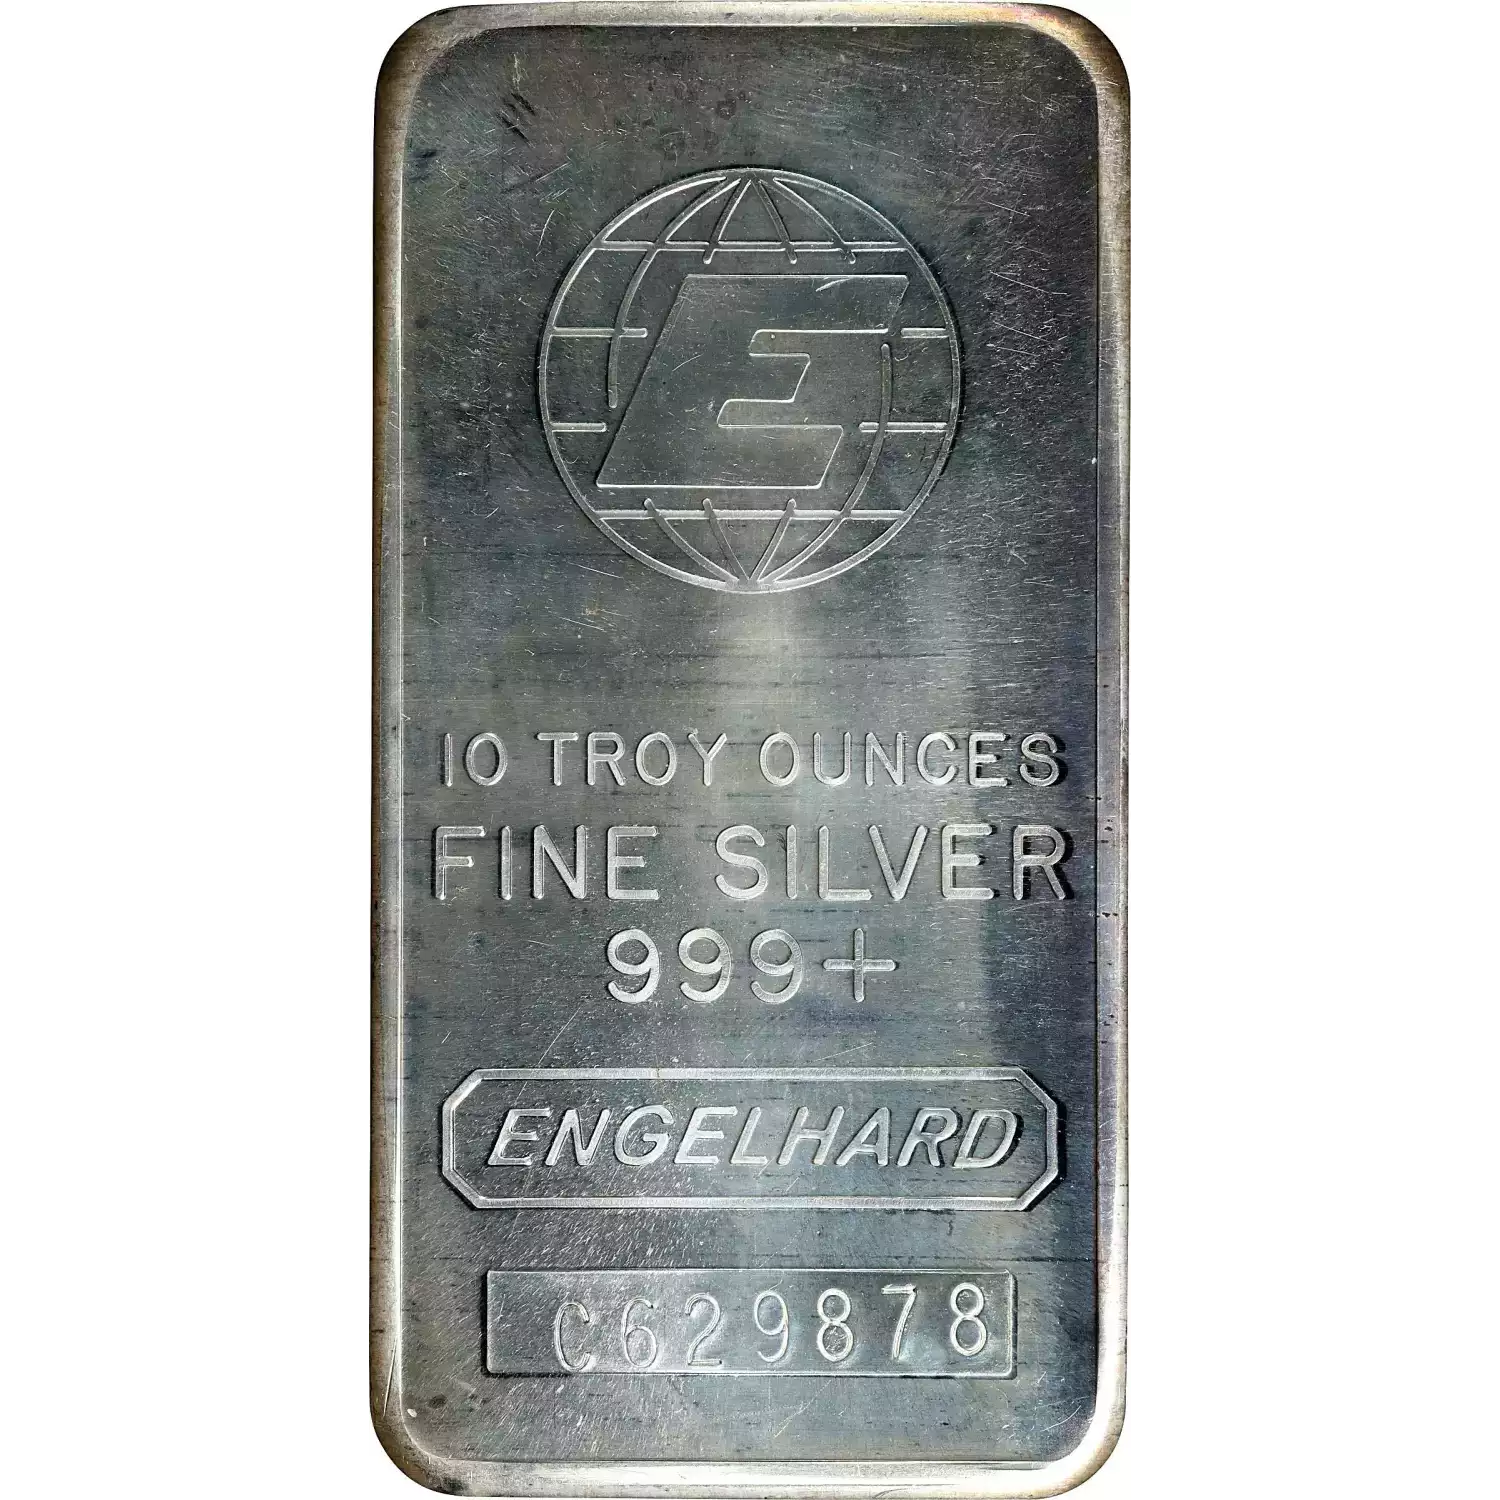 E
10 TROY OUNCES
FINE SILVER
999+
ENGELHARD
C629878